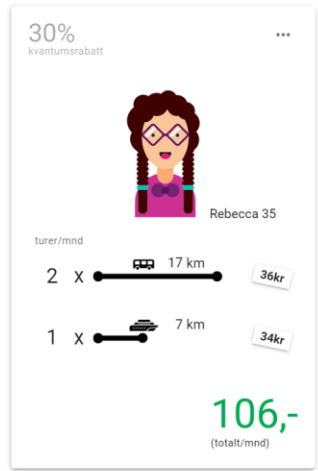 30%
kvantumsrabatt
Rebecca 35
turer/mnd
2 x 17 km 36kr
1 x 7 km 34kr
106,-
(totalt/mnd)